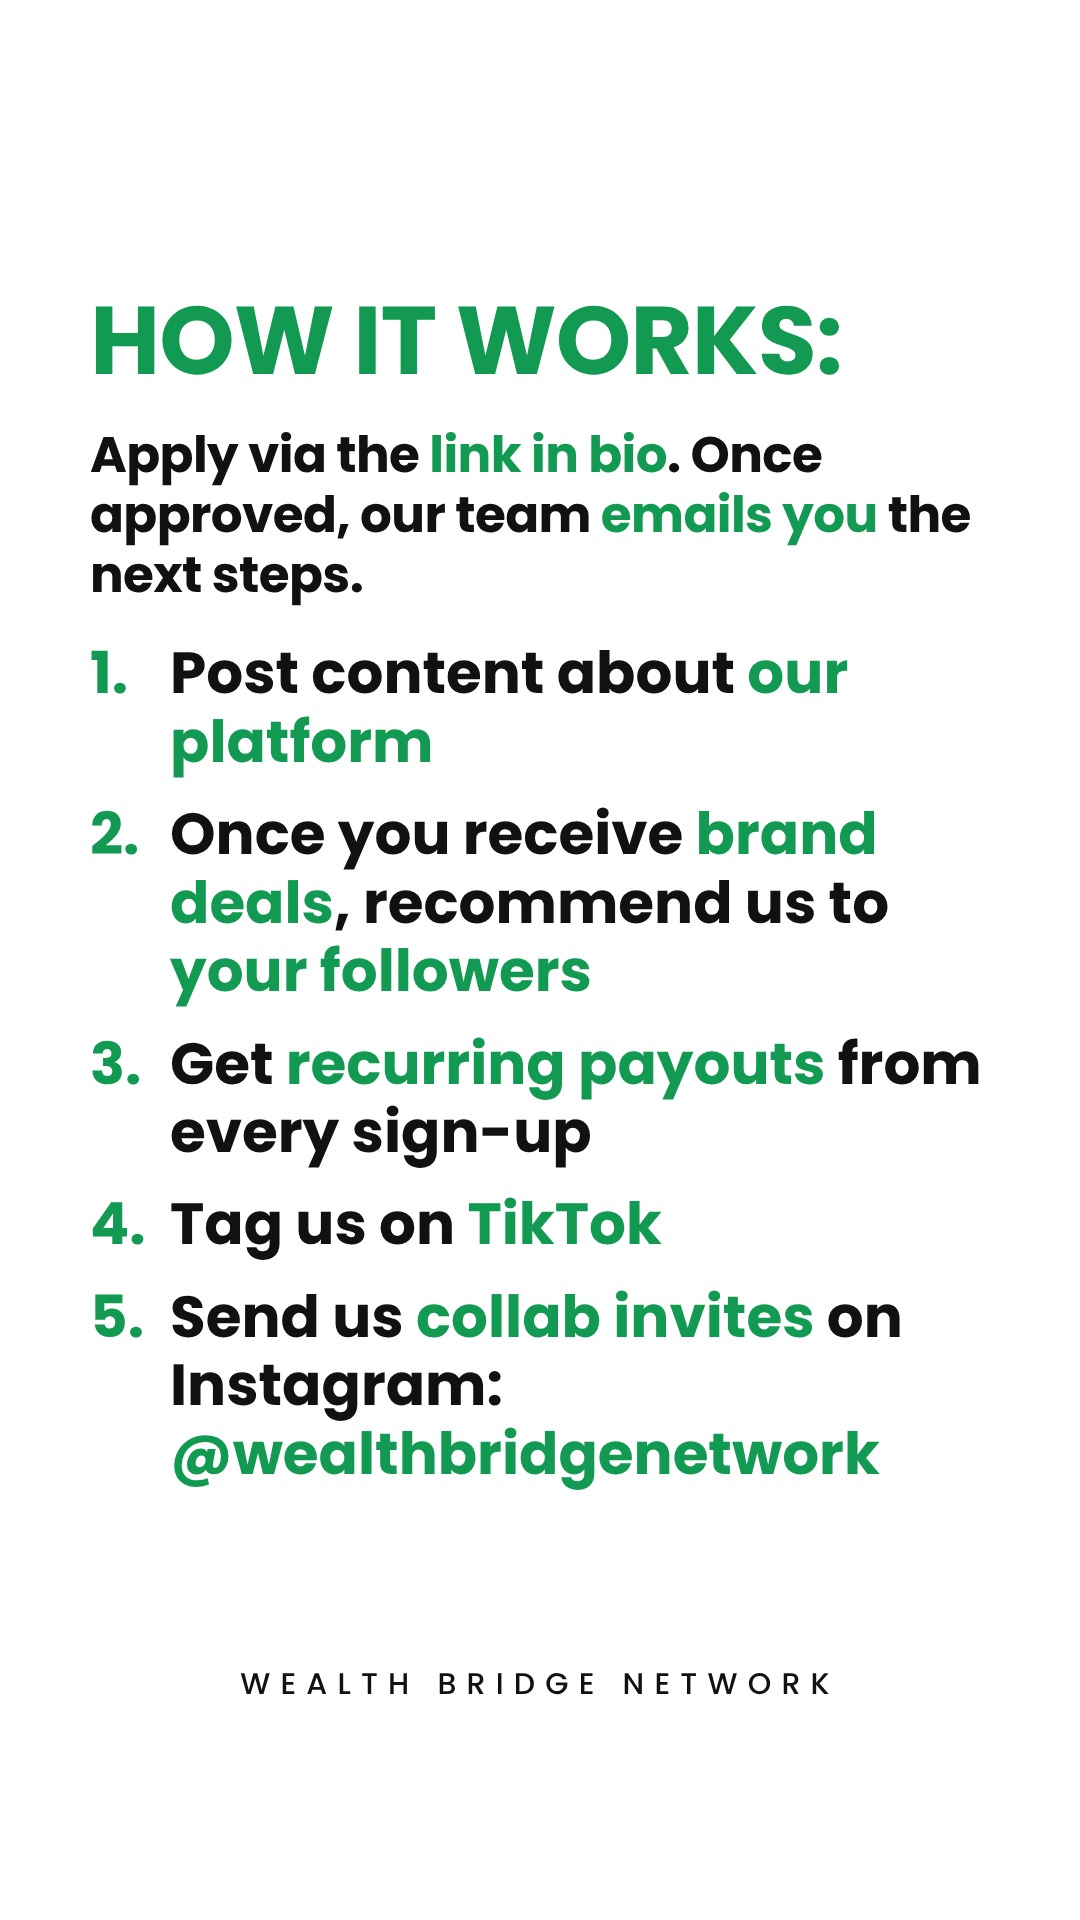 HOW IT WORKS:
Apply via the link in bio. Once
approved, our team emails you the
next steps.
1. Post content about our
platform
2. Once you receive brand
deals, recommend us to
your followers
3. Get recurring payouts from
every sign-up
4. Tag us on TikTok
5. Send us collab invites on
Instagram:
@wealthbridgenetwork
WEALTH BRIDGE NETWORK